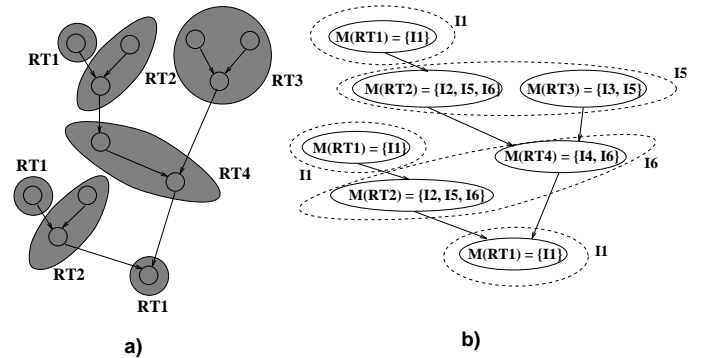 RT1
RT2
RT3
RT4
RT1
RT2
RT1
a)
I1
M(RT1) = {I1}
I5
M(RT2) = {I2, I5, I6}
M(RT3) = {I3, I5}
M(RT1) = {I1}
I1
M(RT4) = {I4, I6}
I6
M(RT2) = {I2, I5, I6}
M(RT1) = {I1}
I1
b)